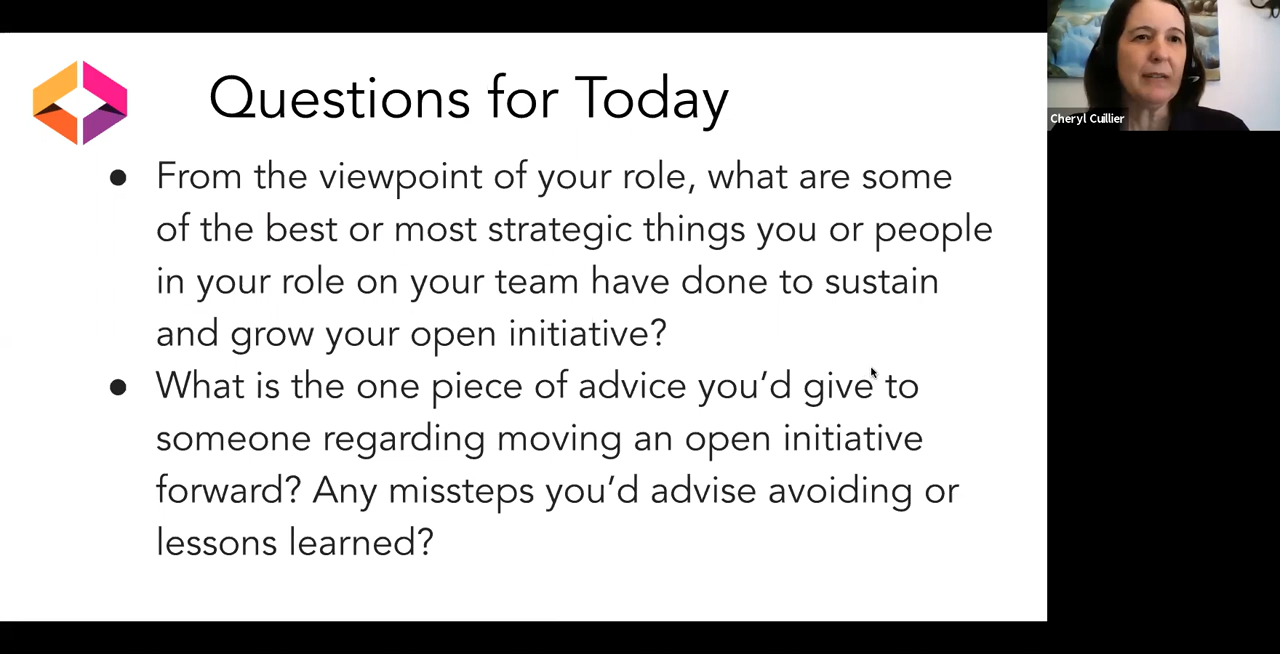 Questions for Today
● From the viewpoint of your role, what are some
of the best or most strategic things you or people
in your role on your team have done to sustain
and grow your open initiative?
● What is the one piece of advice you’d give to
someone regarding moving an open initiative
forward? Any missteps you’d advise avoiding or
lessons learned?
Cheryl Cuillier